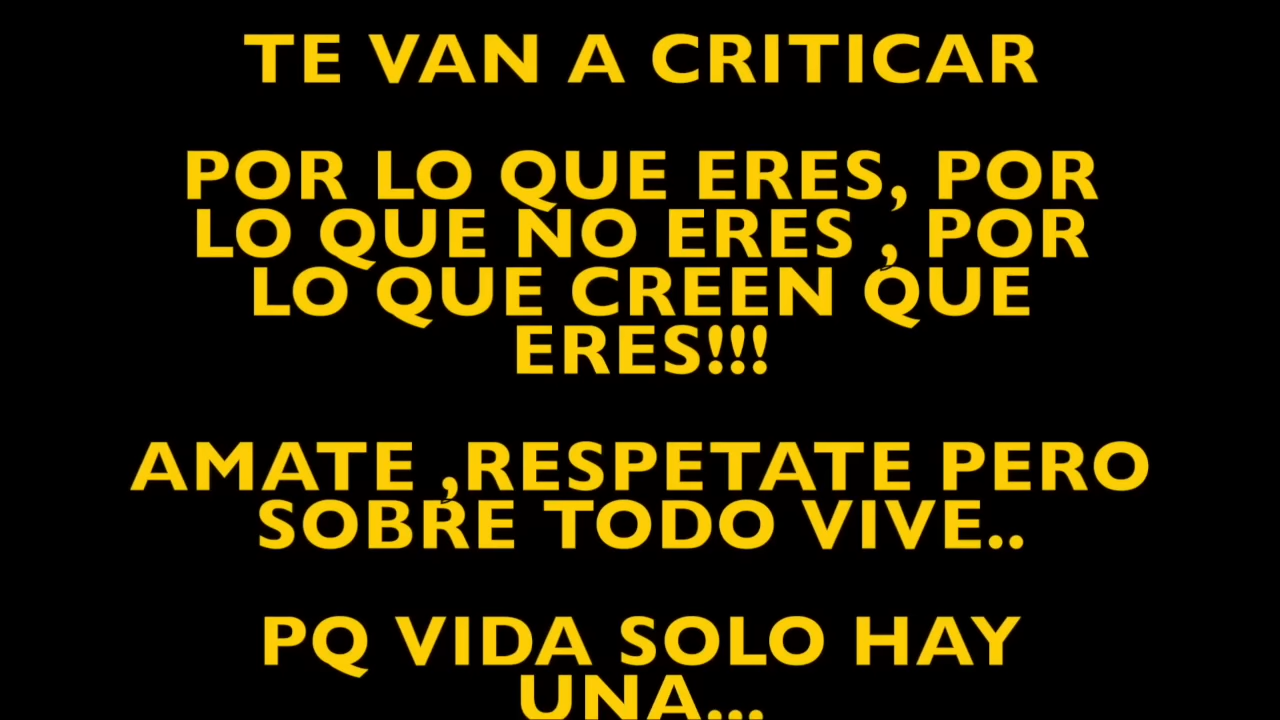 TE VAN A CRITICAR
POR LO QUE ERES, POR
LO QUE NO ERES , POR
LO QUE CREEN QUE
ERES!!!
AMATE ,RESPETATE PERO
SOBRE TODO VIVE..
PQ VIDA SOLO HAY
UNA...